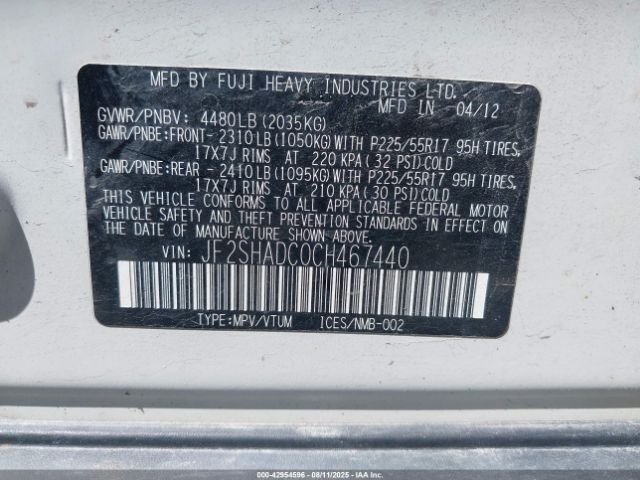 MFD BY FUJI HEAVY INDUSTRIES LTD.
MFD IN 04/12
GVWR/PNBV: 4480LB (2035KG)
GAWR/PNBE:FRONT- 2310LB (1050KG) WITH P225/55R17 95H TIRES,
17X7J RIMS AT 220 KPA (32 PSI) COLD
GAWR/PNBE:REAR - 2410LB (1095KG) WITH P225/55R17 95H TIRES,
17X7J RIMS AT 210 KPA (30 PSI) COLD
THIS VEHICLE CONFORMS TO ALL APPLICABLE FEDERAL MOTOR
VEHICLE SAFETY AND THEFT PREVENTION STANDARDS IN EFFECT ON
THE DATE OF MANUFACTURE SHOWN ABOVE.
VIN: JF2SHADC0CH467440
TYPE:MPV/VTUM ICES/NMB-002
00-42954596 - 08/11/2025 - IAA Inc.